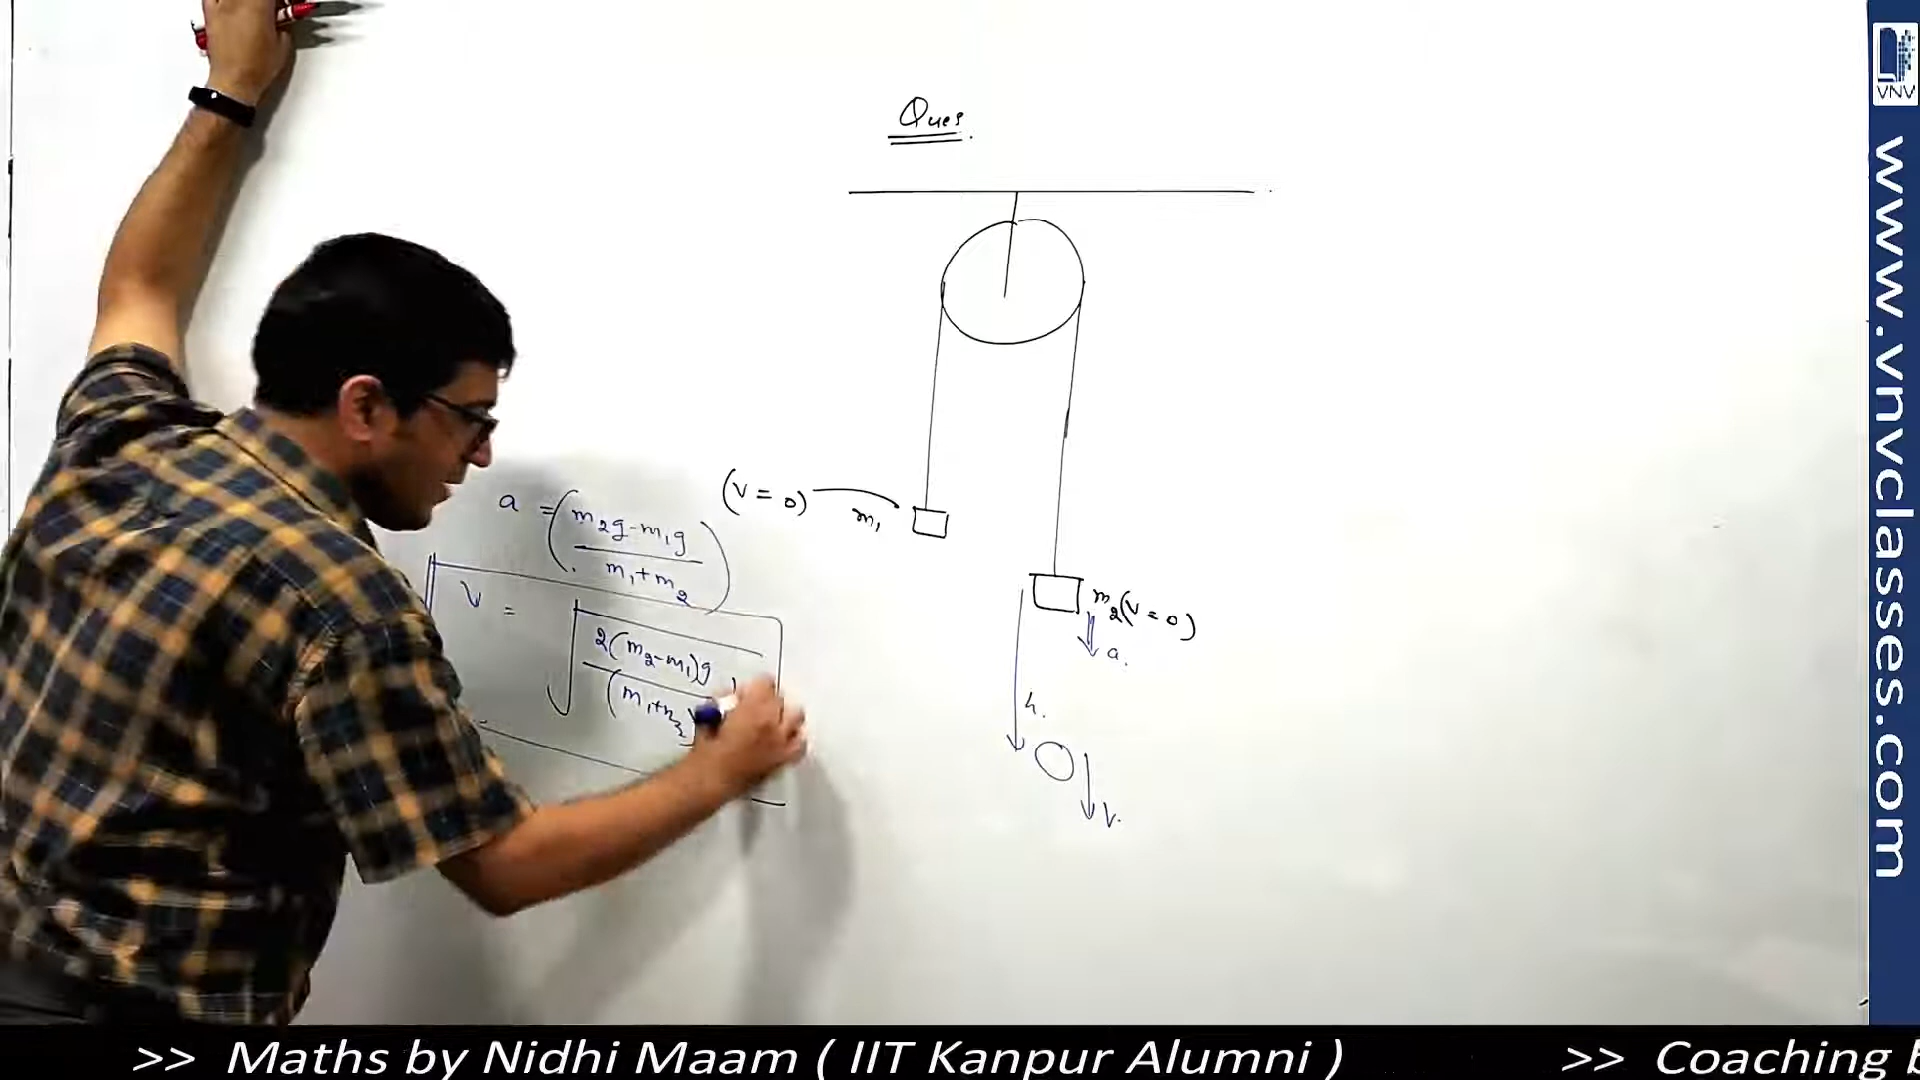 Ques.
(v = 0)
m₁
a = (m₂g - m₁g / m₁ + m₂)
v = √(2(m₂ - m₁)g / (m₁ + m₂)
m₂(v = 0)
a.
h.
v.
VNV
www.vnvclasses.com
>> Maths by Nidhi Maam ( IIT Kanpur Alumni )
>> Coaching b